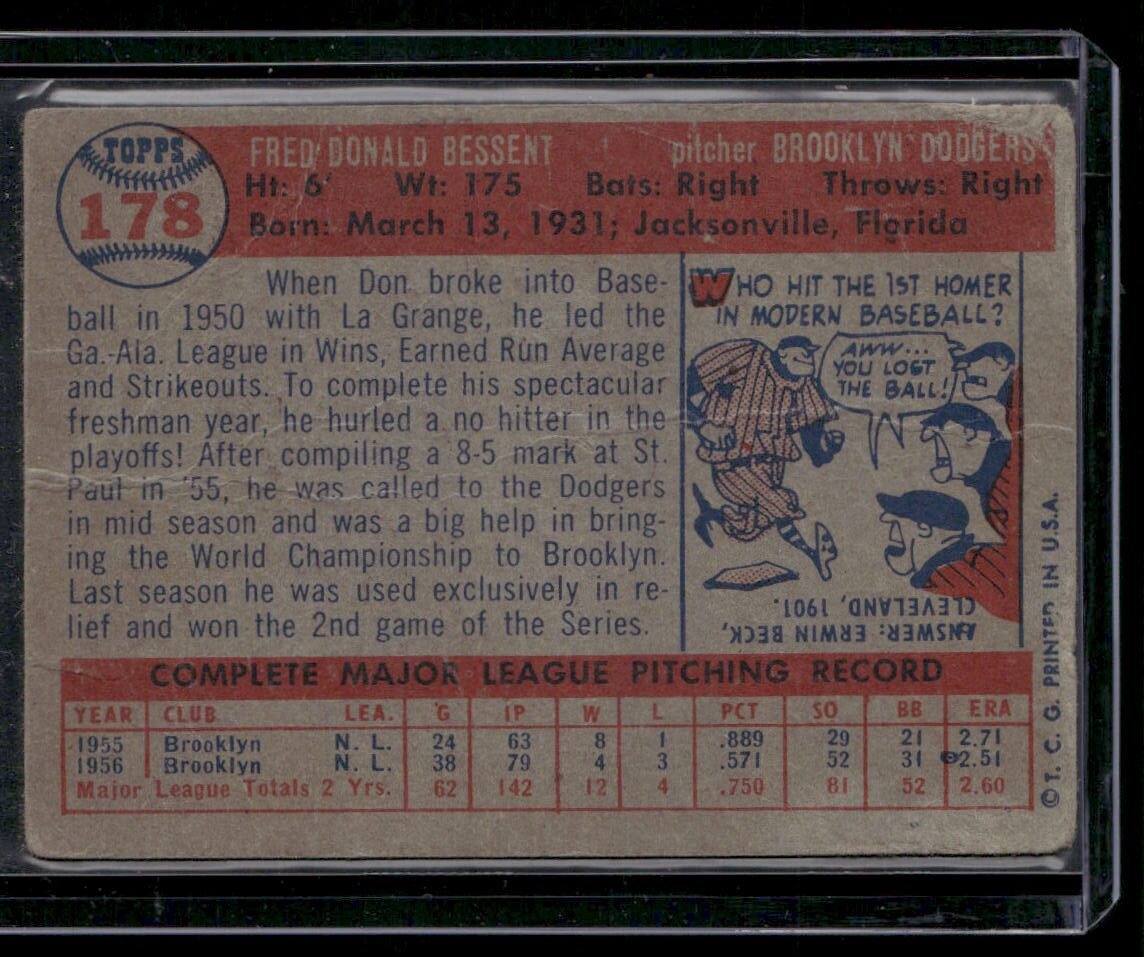 TOPPS
178
FRED DONALD BESSENT pitcher BROOKLYN DODGERS
Ht: 6' Wt: 175 Bats: Right Throws: Right
Born: March 13, 1931; Jacksonville, Florida
When Don broke into Base-
ball in 1950 with La Grange, he led the
Ga.-Ala. League in Wins, Earned Run Average
and Strikeouts. To complete his spectacular
freshman year, he hurled a no hitter in the
playoffs! After compiling a 8-5 mark at St.
Paul in '55, he was called to the Dodgers
in mid season and was a big help in bring-
ing the World Championship to Brooklyn.
Last season he was used exclusively in re-
lief and won the 2nd game of the Series.
WHO HIT THE 1ST HOMER
IN MODERN BASEBALL?
AWW...
YOU LOST
THE BALL!
ANSWER: ERWIN BECK,
CLEVELAND, 1901.
COMPLETE MAJOR LEAGUE PITCHING RECORD
YEAR CLUB LEA. G IP W L PCT SO BB ERA
1955 Brooklyn N. L. 24 63 8 1 .889 29 21 2.71
1956 Brooklyn N. L. 38 79 4 3 .571 52 31 2.51
Major League Totals 2 Yrs. 62 142 12 4 .750 81 52 2.60
© T. C. G. PRINTED IN U.S.A.